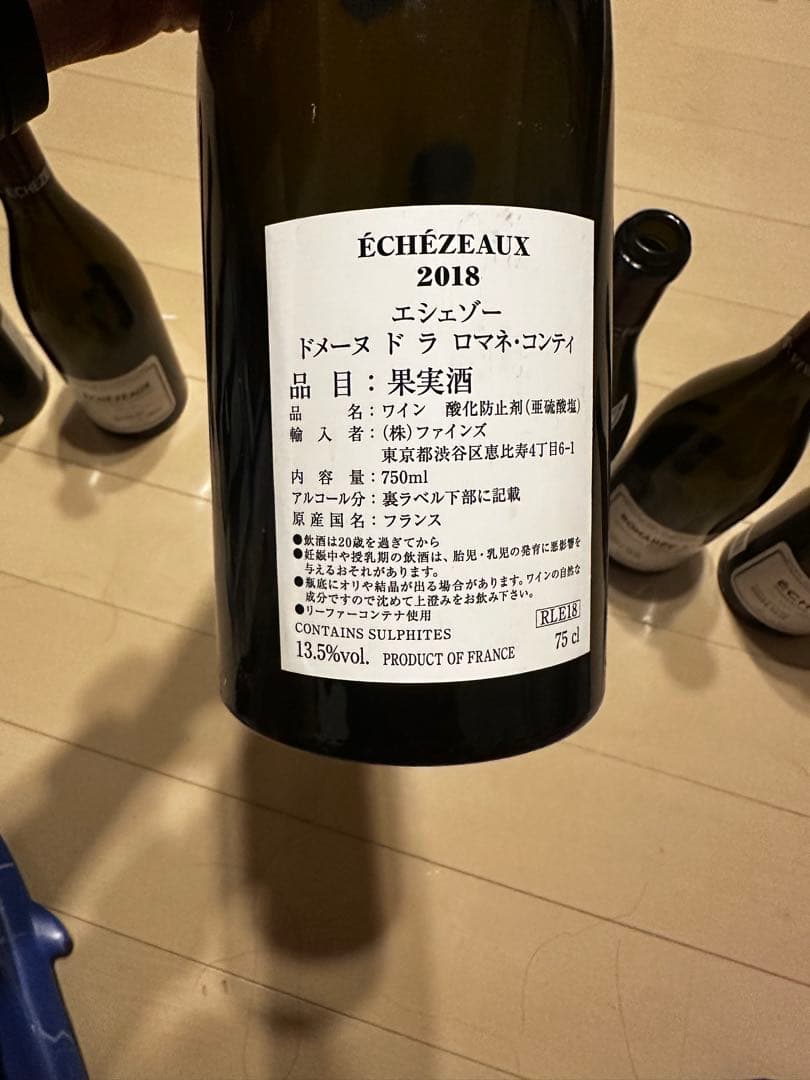 ÉCHÉZEAUX
2018
エシェゾー
ドメーヌ ド ラ ロマネ・コンティ
品 目：果実酒
品 名：ワイン 酸化防止剤(亜硫酸塩)
輸 入 者：(株)ファインズ
東京都渋谷区恵比寿4丁目6-1
内 容 量：750ml
アルコール分：裏ラベル下部に記載
原 産 国 名：フランス
●飲酒は20歳を過ぎてから
●妊娠中や授乳期の飲酒は、胎児・乳児の発育に悪影響を
与えるおそれがあります。
●瓶底にオリや結晶が出る場合があります。ワインの自然な
成分ですので沈めて上澄みをお飲み下さい。
●リーファーコンテナ使用
RLE18
CONTAINS SULPHITES
13.5%vol. PRODUCT OF FRANCE 75 cl
ÉCHÉZEAUX